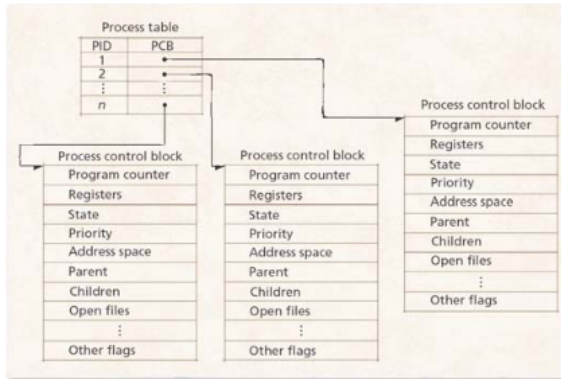 Process table
PID PCB
1
2
⋮ ⋮
n
Process control block
Program counter
Registers
State
Priority
Address space
Parent
Children
Open files
⋮
Other flags
Process control block
Program counter
Registers
State
Priority
Address space
Parent
Children
Open files
⋮
Other flags
Process control block
Program counter
Registers
State
Priority
Address space
Parent
Children
Open files
⋮
Other flags